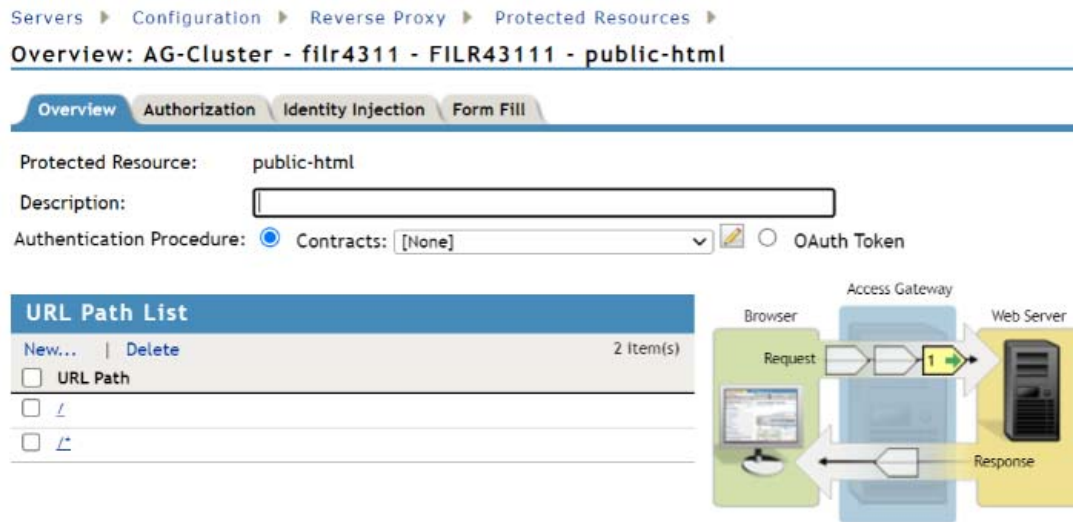 Servers Configuration Reverse Proxy Protected Resources
Overview: AG-Cluster - filr4311 - FILR43111 - public-html
Overview Authorization Identity Injection Form Fill
Protected Resource: public-html
Description:
Authentication Procedure: Contracts: [None] OAuth Token
URL Path List
New... | Delete 2 Item(s)
URL Path
/
/*
Access Gateway
Browser Web Server
Request 1
Response